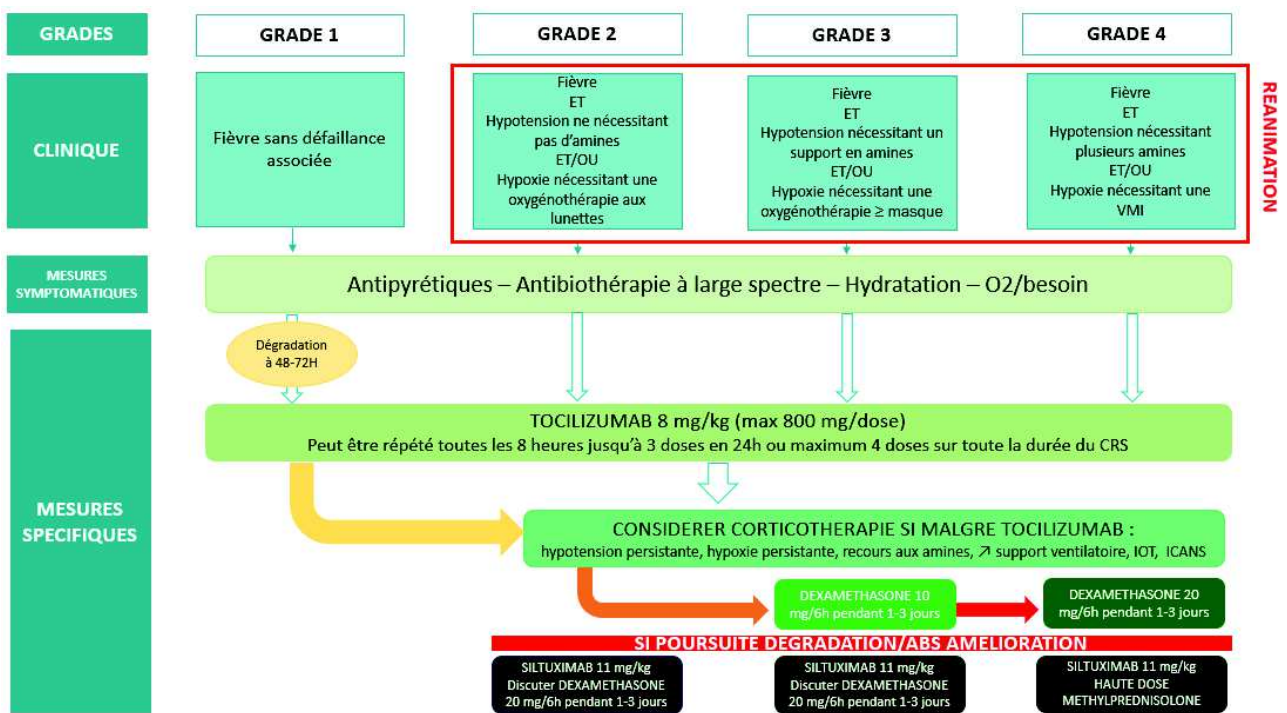 GRADES
GRADE 1
GRADE 2
GRADE 3
GRADE 4
CLINIQUE
Fièvre sans défaillance
associée
Fièvre
ET
Hypotension ne nécessitant
pas d'amines
ET/OU
Hypoxie nécessitant une
oxygénothérapie aux
lunettes
Fièvre
ET
Hypotension nécessitant un
support en amines
ET/OU
Hypoxie nécessitant une
oxygénothérapie ≥ masque
Fièvre
ET
Hypotension nécessitant
plusieurs amines
ET/OU
Hypoxie nécessitant une
VMI
REANIMATION
MESURES
SYMPTOMATIQUES
Antipyrétiques – Antibiothérapie à large spectre – Hydratation – O2/besoin
MESURES
SPECIFIQUES
Dégradation
à 48-72H
TOCILIZUMAB 8 mg/kg (max 800 mg/dose)
Peut être répété toutes les 8 heures jusqu'à 3 doses en 24h ou maximum 4 doses sur toute la durée du CRS
CONSIDERER CORTICOTHERAPIE SI MALGRE TOCILIZUMAB :
hypotension persistante, hypoxie persistante, recours aux amines, ↗ support ventilatoire, IOT, ICANS
DEXAMETHASONE 10
mg/6h pendant 1-3 jours
DEXAMETHASONE 20
mg/6h pendant 1-3 jours
SI POURSUITE DEGRADATION/ABS AMELIORATION
SILTUXIMAB 11 mg/kg
Discuter DEXAMETHASONE
20 mg/6h pendant 1-3 jours
SILTUXIMAB 11 mg/kg
Discuter DEXAMETHASONE
20 mg/6h pendant 1-3 jours
SILTUXIMAB 11 mg/kg
HAUTE DOSE
METHYLPREDNISOLONE